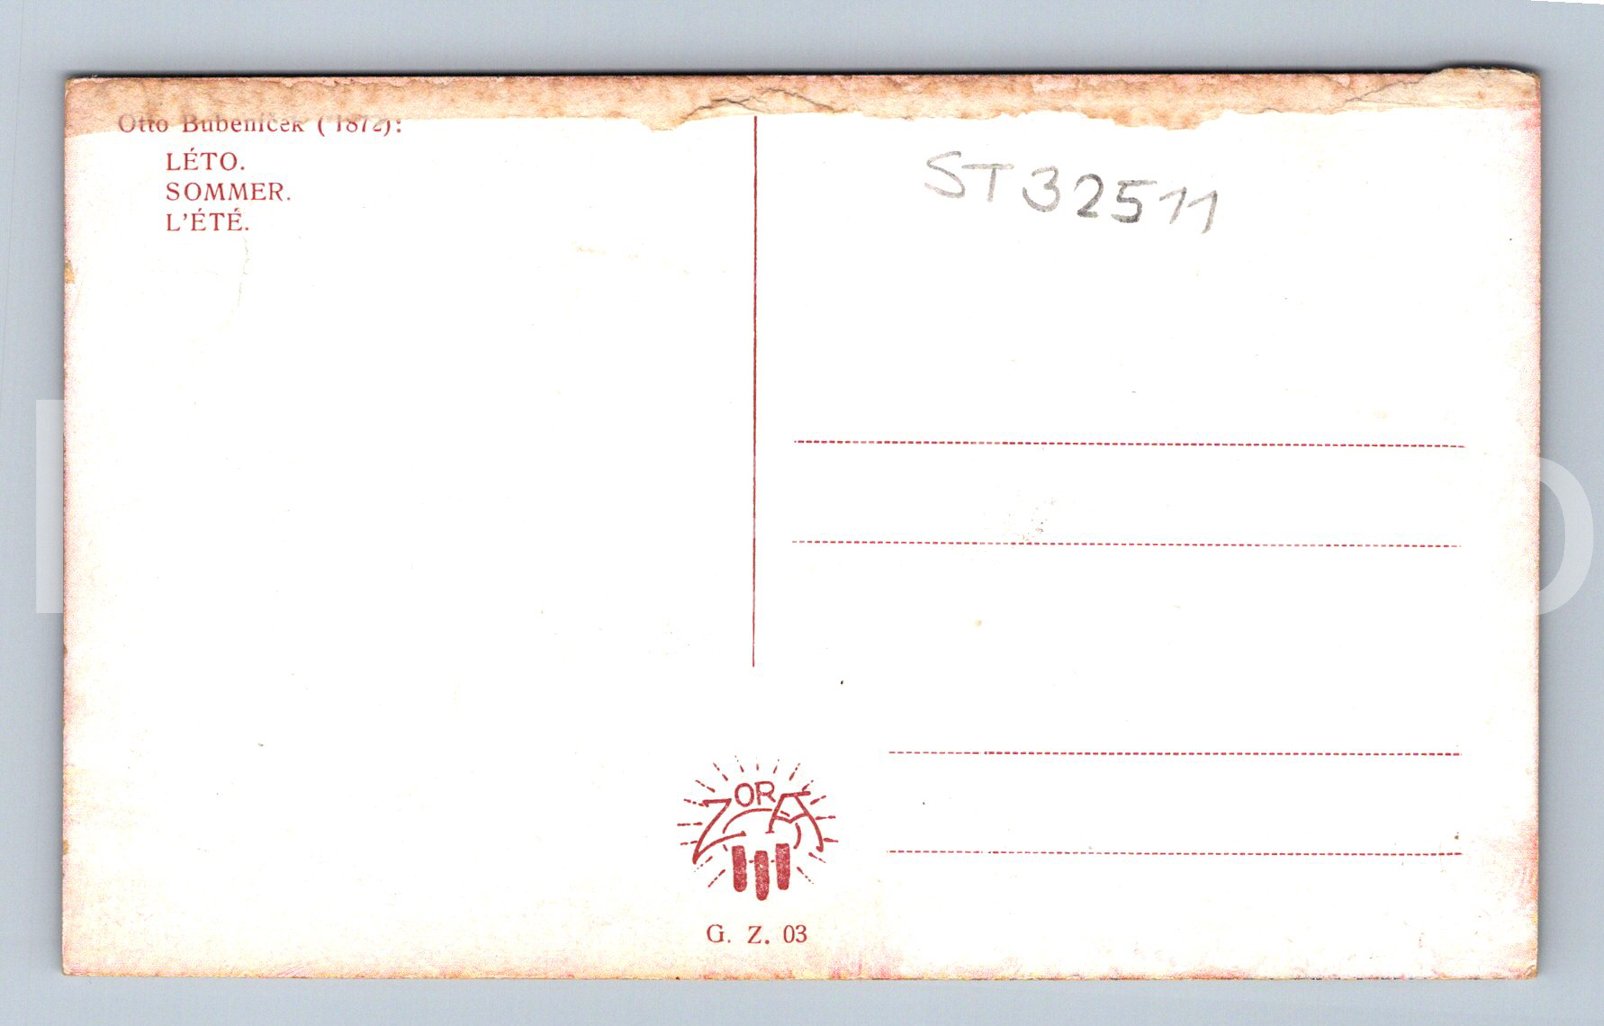 Otto Bubeníček (1872):
LÉTO.
SOMMER.
L'ÉTÉ.
ST32511
ZORA
G. Z. 03